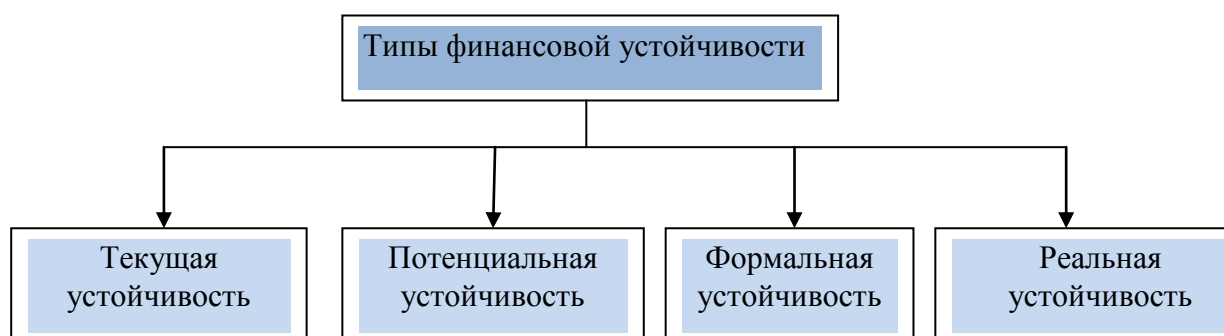 Типы финансовой устойчивости
Текущая
устойчивость
Потенциальная
устойчивость
Формальная
устойчивость
Реальная
устойчивость